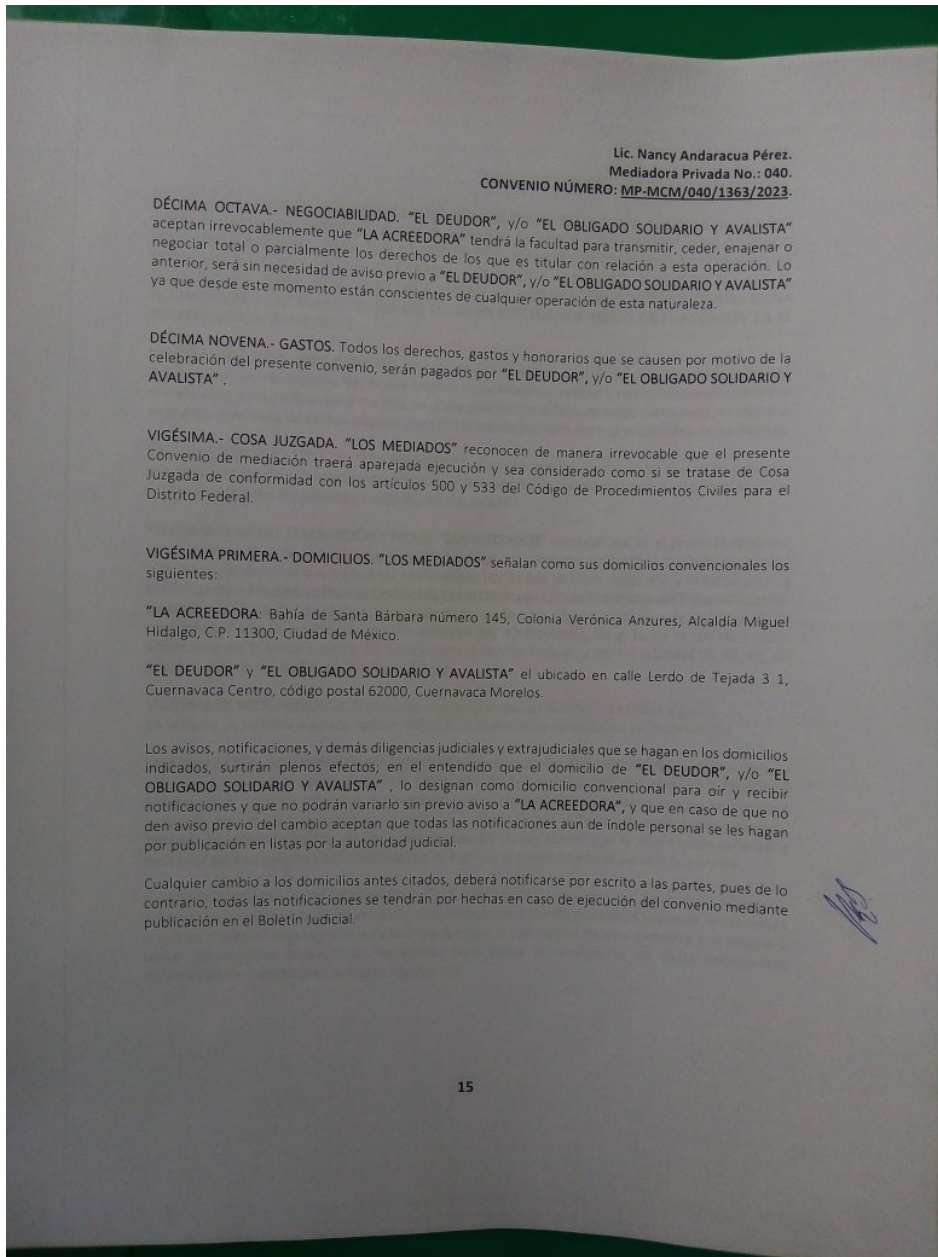 Lic. Nancy Andaracua Pérez.
Mediadora Privada No.: 040.
CONVENIO NÚMERO: MP-MCM/040/1363/2023.
DÉCIMA OCTAVA.- NEGOCIABILIDAD. "EL DEUDOR", y/o "EL OBLIGADO SOLIDARIO Y AVALISTA"
aceptan irrevocablemente que "LA ACREEDORA" tendrá la facultad para transmitir, ceder, enajenar o
negociar total o parcialmente los derechos de los que es titular con relación a esta operación. Lo
anterior, será sin necesidad de aviso previo a "EL DEUDOR", y/o "EL OBLIGADO SOLIDARIO Y AVALISTA"
ya que desde este momento están conscientes de cualquier operación de esta naturaleza.
DÉCIMA NOVENA.- GASTOS. Todos los derechos, gastos y honorarios que se causen por motivo de la
celebración del presente convenio, serán pagados por "EL DEUDOR", y/o "EL OBLIGADO SOLIDARIO Y
AVALISTA" .
VIGÉSIMA.- COSA JUZGADA. "LOS MEDIADOS" reconocen de manera irrevocable que el presente
Convenio de mediación traerá aparejada ejecución y sea considerado como si se tratase de Cosa
Juzgada de conformidad con los artículos 500 y 533 del Código de Procedimientos Civiles para el
Distrito Federal.
VIGÉSIMA PRIMERA.- DOMICILIOS. "LOS MEDIADOS" señalan como sus domicilios convencionales los
siguientes:
"LA ACREEDORA: Bahía de Santa Bárbara número 145, Colonia Verónica Anzures, Alcaldía Miguel
Hidalgo, C.P. 11300, Ciudad de México.
"EL DEUDOR" y "EL OBLIGADO SOLIDARIO Y AVALISTA" el ubicado en calle Lerdo de Tejada 3 1,
Cuernavaca Centro, código postal 62000, Cuernavaca Morelos.
Los avisos, notificaciones, y demás diligencias judiciales y extrajudiciales que se hagan en los domicilios
indicados, surtirán plenos efectos; en el entendido que el domicilio de "EL DEUDOR", y/o "EL
OBLIGADO SOLIDARIO Y AVALISTA" , lo designan como domicilio convencional para oir y recibir
notificaciones y que no podrán variarlo sin previo aviso a "LA ACREEDORA", y que en caso de que no
den aviso previo del cambio aceptan que todas las notificaciones aun de índole personal se les hagan
por publicación en listas por la autoridad judicial.
Cualquier cambio a los domicilios antes citados, deberá notificarse por escrito a las partes, pues de lo
contrario, todas las notificaciones se tendrán por hechas en caso de ejecución del convenio mediante
publicación en el Boletín Judicial.
15